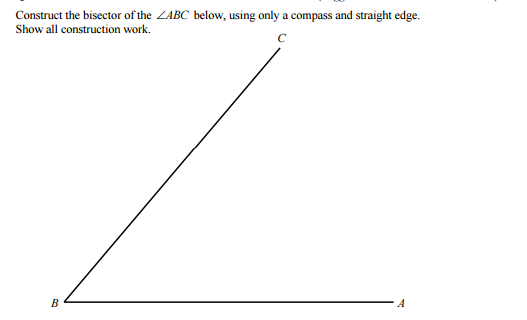 Construct the bisector of the ∠ABC below, using only a compass and straight edge.
Show all construction work.
C
B
A